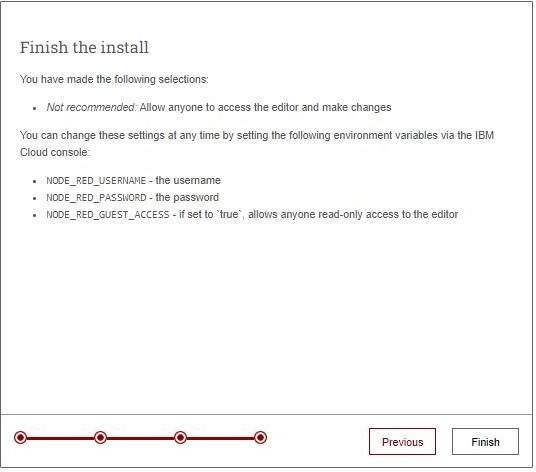 Finish the install
You have made the following selections:
Not recommended: Allow anyone to access the editor and make changes
You can change these settings at any time by setting the following environment variables via the IBM
Cloud console:
NODE_RED_USERNAME - the username
NODE_RED_PASSWORD - the password
NODE_RED_GUEST_ACCESS - if set to `true`, allows anyone read-only access to the editor
Previous
Finish